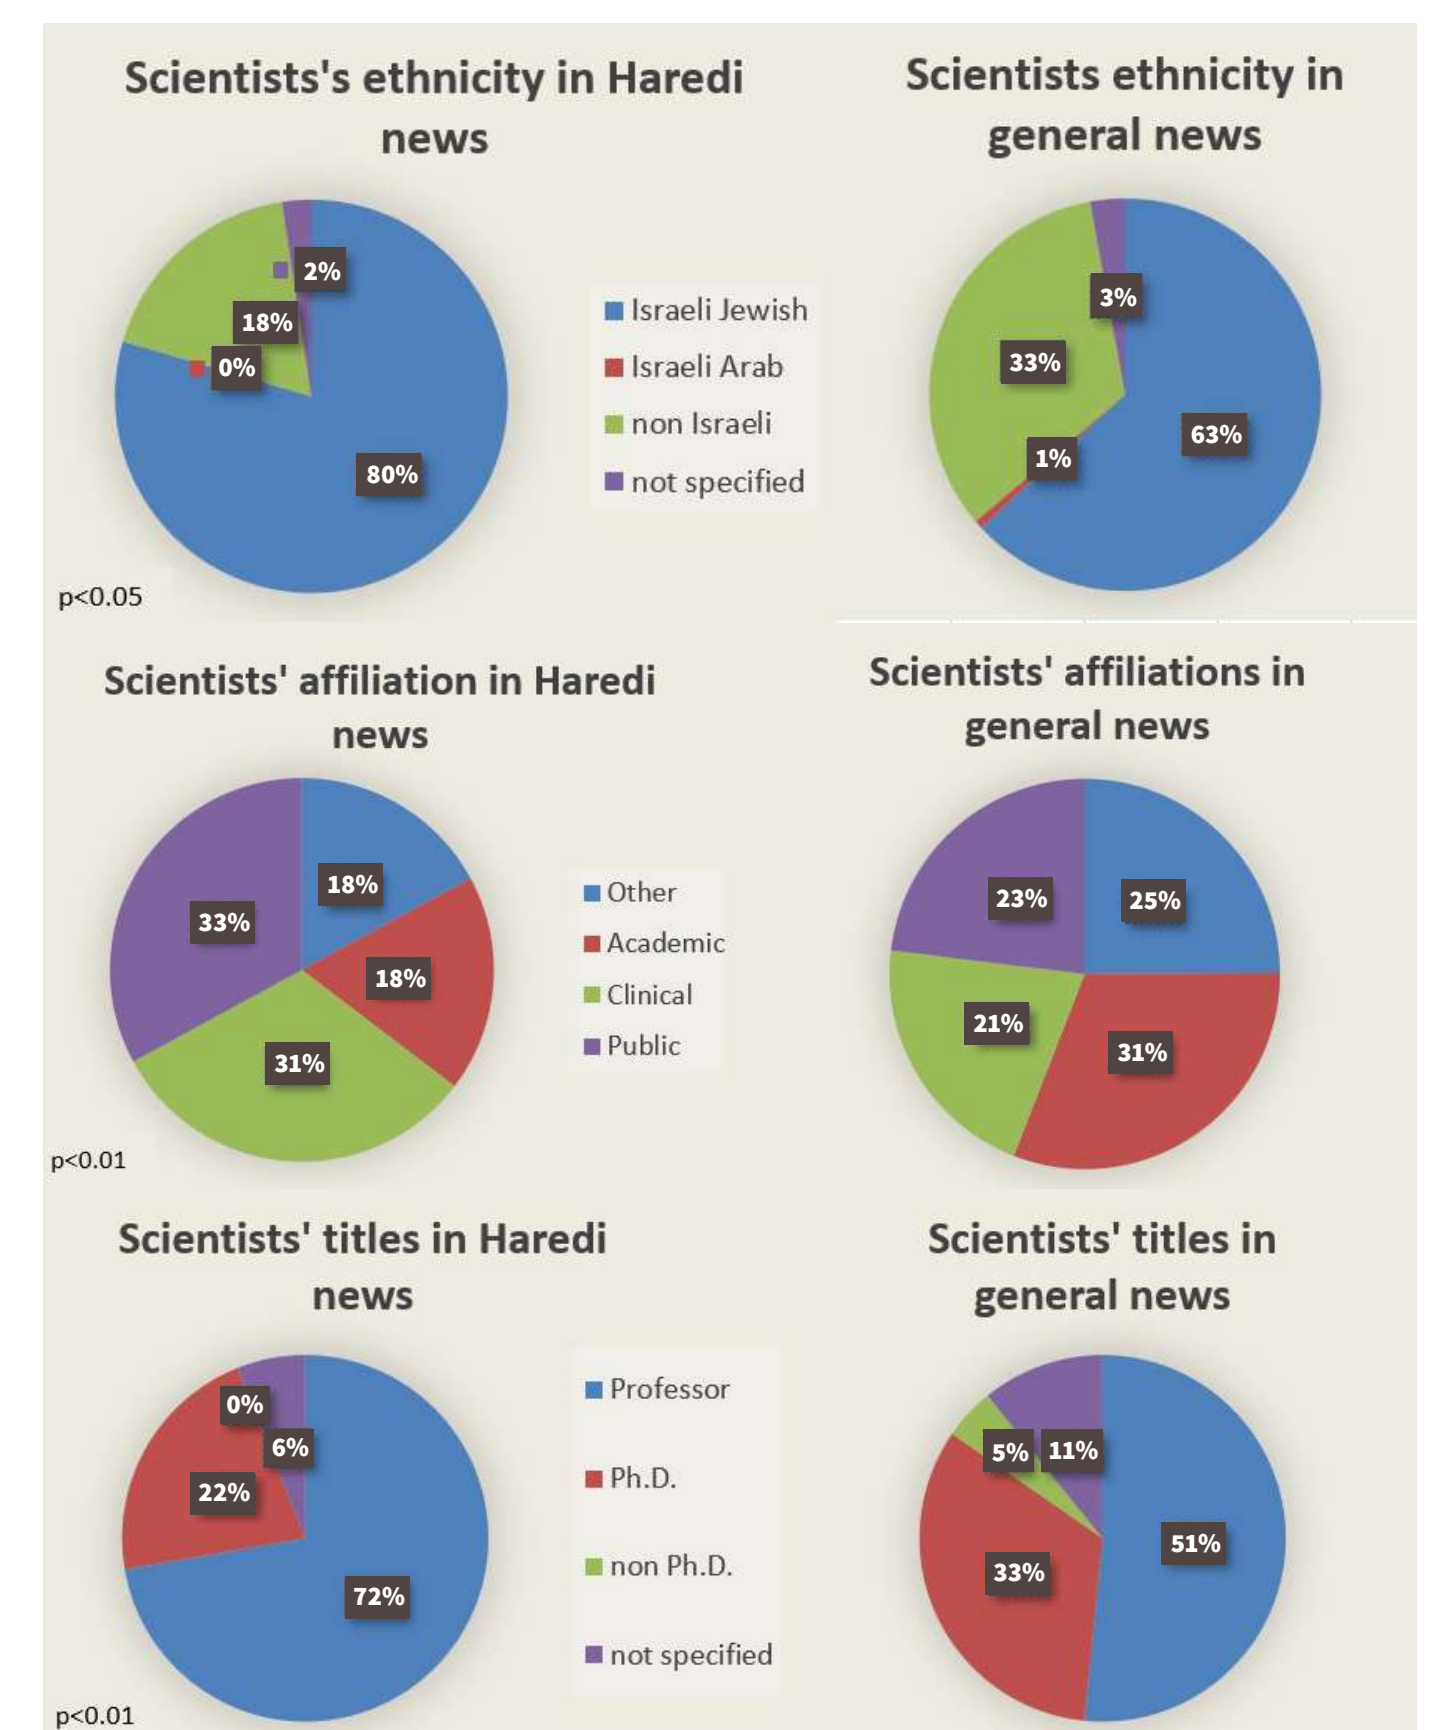 Scientists's ethnicity in Haredi
news
2%
18%
0%
80%
Israeli Jewish
Israeli Arab
non Israeli
not specified
p<0.05
Scientists ethnicity in
general news
3%
33%
1%
63%
Scientists' affiliation in Haredi
news
18%
33%
18%
31%
Other
Academic
Clinical
Public
p<0.01
Scientists' affiliations in
general news
23%
25%
21%
31%
Scientists' titles in Haredi
news
0%
6%
22%
72%
Professor
Ph.D.
non Ph.D.
not specified
p<0.01
Scientists' titles in
general news
5%
11%
51%
33%